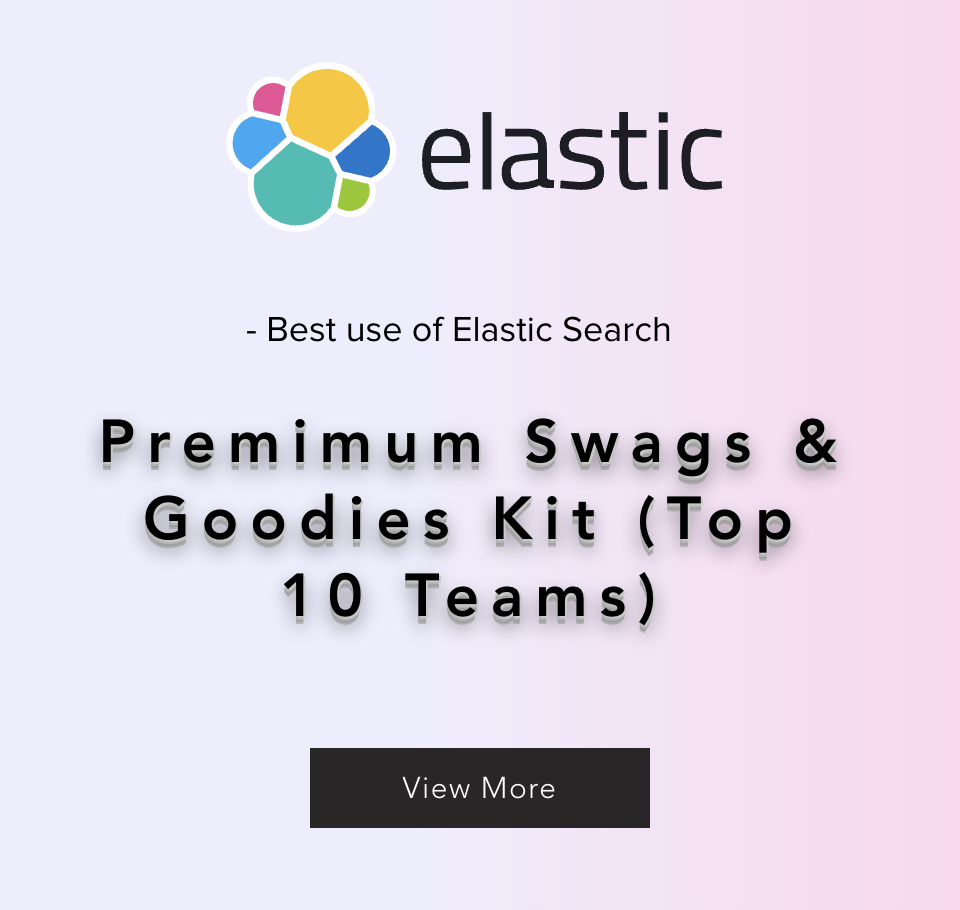 elastic
- Best use of Elastic Search
Premimum Swags &
Goodies Kit (Top
10 Teams)
View More